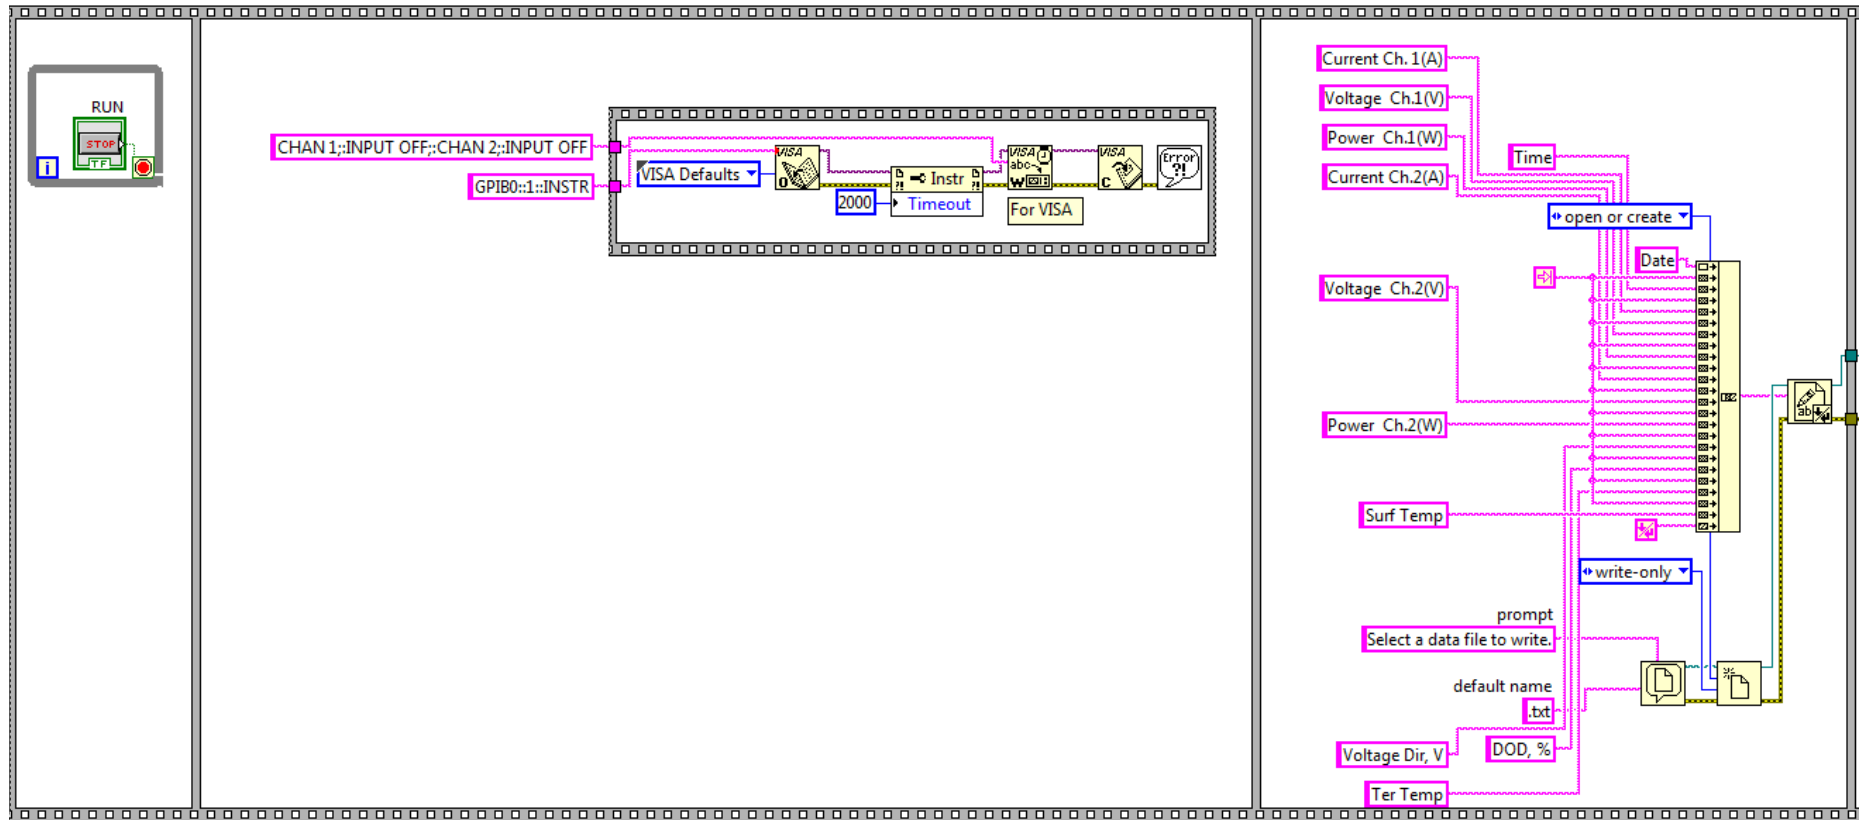 RUN
STOP
TF
i
CHAN 1;:INPUT OFF;:CHAN 2;:INPUT OFF
GPIB0::1::INSTR
VISA Defaults
VISA
O
2000
Instr
Timeout
VISA
abc
W
For VISA
VISA
C
Error
?!
Current Ch. 1(A)
Voltage  Ch.1(V)
Power  Ch.1(W)
Current Ch.2(A)
Time
open or create
Date
Voltage  Ch.2(V)
Power  Ch.2(W)
ab
Surf Temp
write-only
prompt
Select a data file to write.
default name
.txt
Voltage Dir, V
DOD, %
Ter Temp